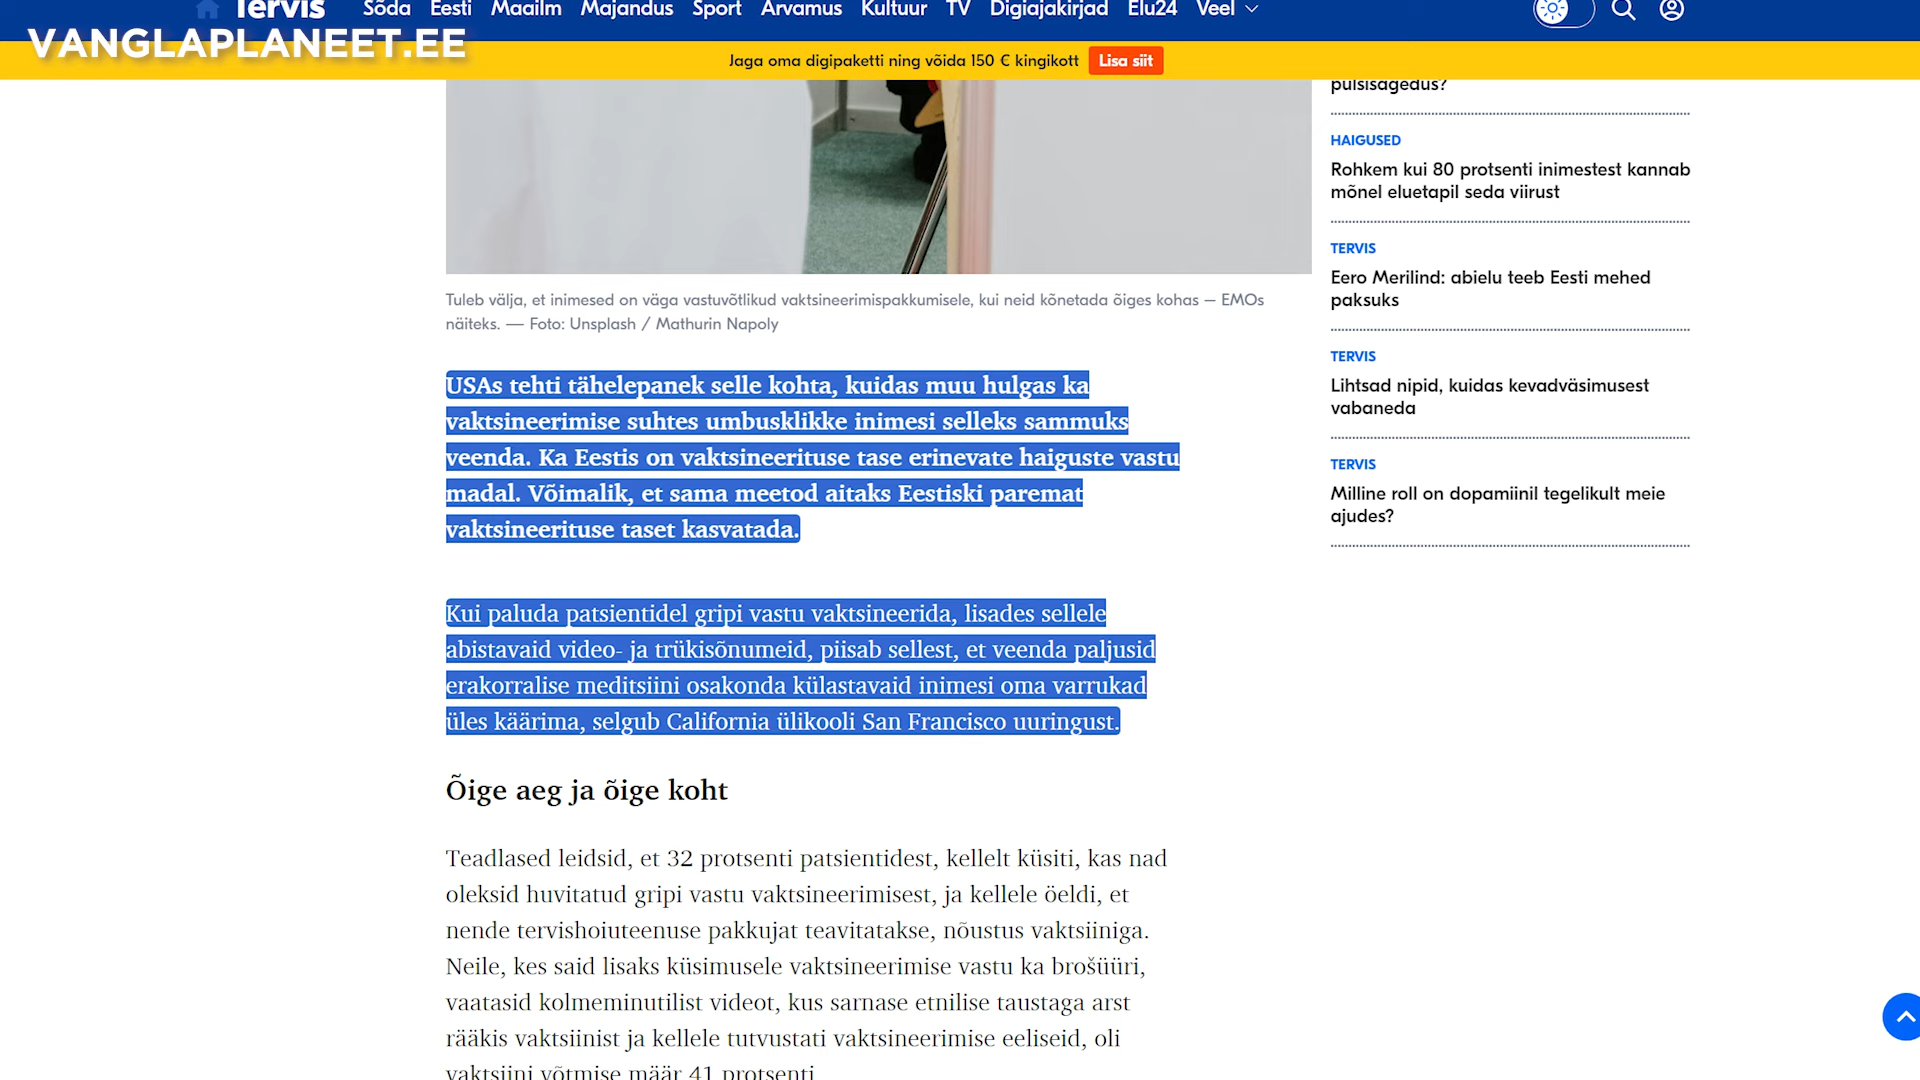 Tervis
Sõda Eesti Maailm Majandus Sport Arvamus Kultuur TV Digiajakirjad Elu24 Veel
VANGLAPLANEET.EE
Jaga oma digipaketti ning võida 150 € kingikott Lisa siit
pulsisagedus?
HAIGUSED
Rohkem kui 80 protsenti inimestest kannab
mõnel eluetapil seda viirust
TERVIS
Eero Merilind: abielu teeb Eesti mehed
paksuks
TERVIS
Lihtsad nipid, kuidas kevadväsimusest
vabaneda
TERVIS
Milline roll on dopamiinil tegelikult meie
ajudes?
Tuleb välja, et inimesed on väga vastuvõtlikud vaktsineerimispakkumisele, kui neid kõnetada õiges kohas – EMOs
näiteks. — Foto: Unsplash / Mathurin Napoly
USAs tehti tähelepanek selle kohta, kuidas muu hulgas ka
vaktsineerimise suhtes umbusklikke inimesi selleks sammuks
veenda. Ka Eestis on vaktsineerituse tase erinevate haiguste vastu
madal. Võimalik, et sama meetod aitaks Eestiski paremat
vaktsineerituse taset kasvatada.
Kui paluda patsientidel gripi vastu vaktsineerida, lisades sellele
abistavaid video- ja trükisõnumeid, piisab sellest, et veenda paljusid
erakorralise meditsiini osakonda külastavaid inimesi oma varrukad
üles käärima, selgub California ülikooli San Francisco uuringust.
Õige aeg ja õige koht
Teadlased leidsid, et 32 protsenti patsientidest, kellelt küsiti, kas nad
oleksid huvitatud gripi vastu vaktsineerimisest, ja kellele öeldi, et
nende tervishoiuteenuse pakkujat teavitatakse, nõustus vaktsiiniga.
Neile, kes said lisaks küsimusele vaktsineerimise vastu ka brošüüri,
vaatasid kolmeminutilist videot, kus sarnase etnilise taustaga arst
rääkis vaktsiinist ja kellele tutvustati vaktsineerimise eeliseid, oli
vaktsiini võtmise määr 41 protsenti